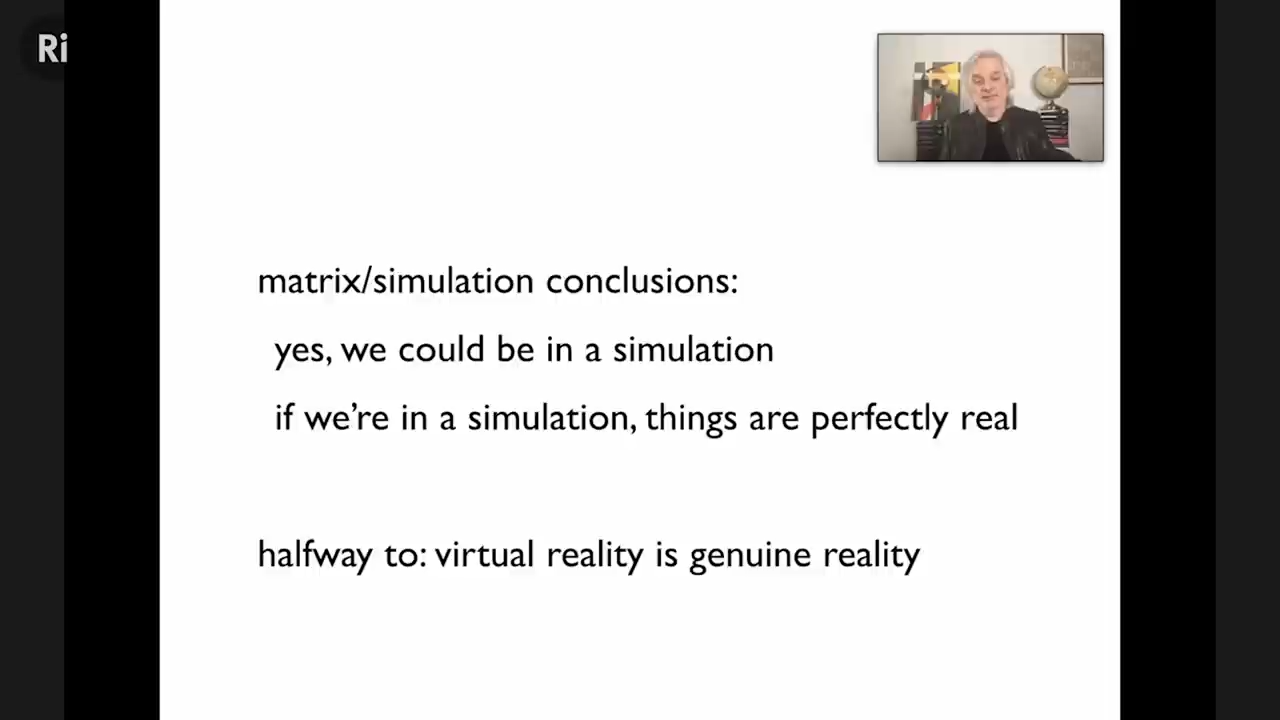 Ri
matrix/simulation conclusions:
yes, we could be in a simulation
if we’re in a simulation, things are perfectly real
halfway to: virtual reality is genuine reality